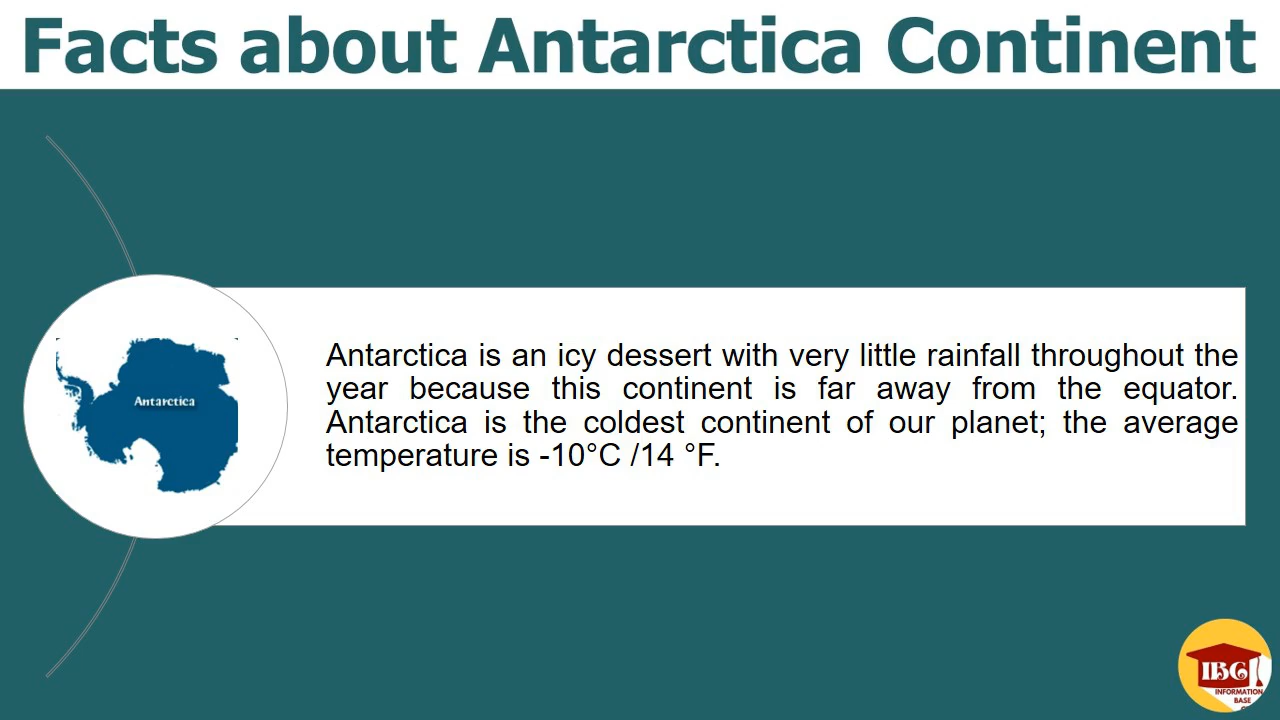 Facts about Antarctica Continent
Antarctica is an icy dessert with very little rainfall throughout the
year because this continent is far away from the equator.
Antarctica is the coldest continent of our planet; the average
temperature is -10°C /14 °F.
Antarctica
IBG
INFORMATION
BASE